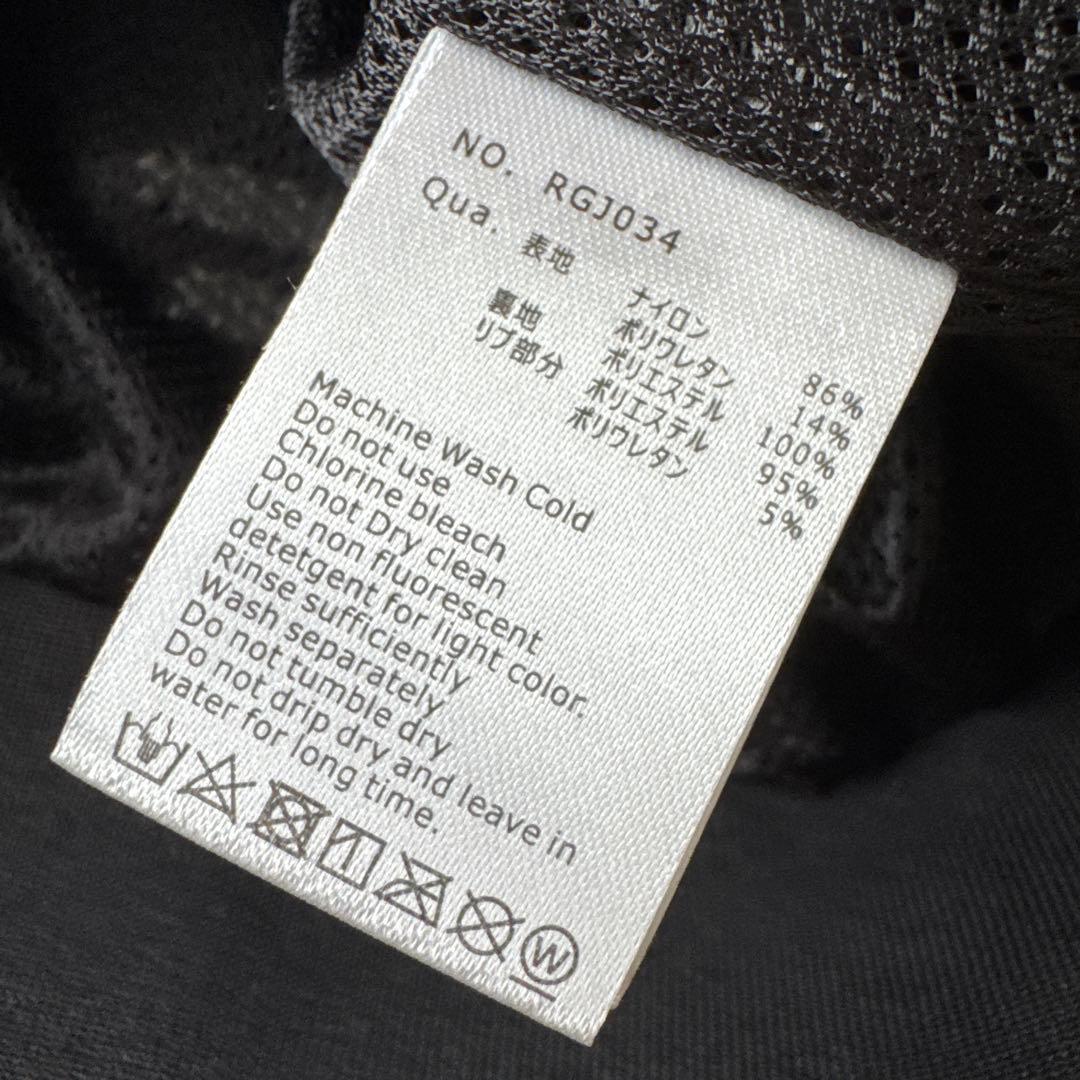 NO. RGJ034
Qua. 表地 ナイロン 86%
ポリウレタン 14%
裏地 ポリエステル 100%
リブ部分 ポリエステル 95%
ポリウレタン 5%
Machine Wash Cold
Do not use
Chlorine bleach
Do not Dry clean
Use non fluorescent
detetgent for light color.
Rinse sufficiently
Wash separately
Do not tumble dry
Do not drip dry and leave in
water for long time.
W